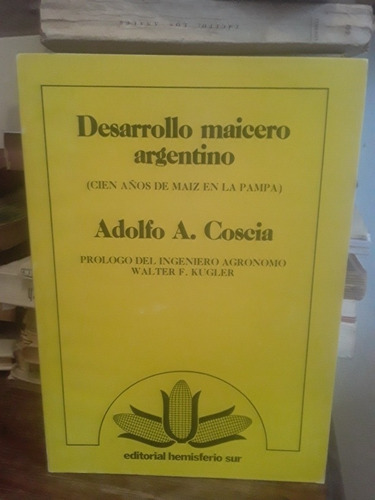 Desarrollo maicero
argentino
(CIEN AÑOS DE MAIZ EN LA PAMPA)
Adolfo A. Coscia
PROLOGO DEL INGENIERO AGRONOMO
WALTER F. KUGLER
editorial hemisferio sur